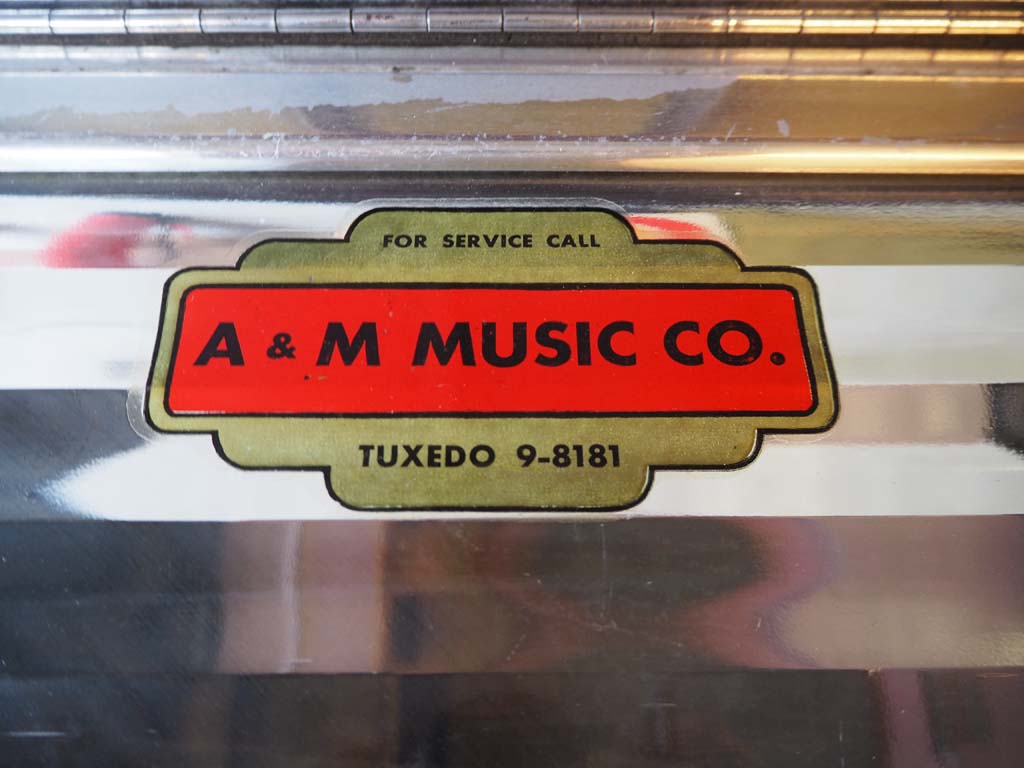 FOR SERVICE CALL
A & M MUSIC CO.
TUXEDO 9-8181